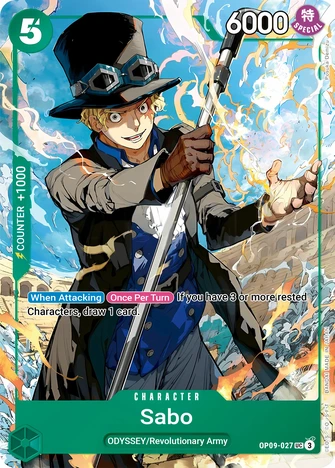 5
6000
特
SPECIAL
COUNTER +1000
When Attacking Once Per Turn If you have 3 or more rested
Characters, draw 1 card.
CHARACTER
Sabo
ODYSSEY/Revolutionary Army
OP09-027 UC 3